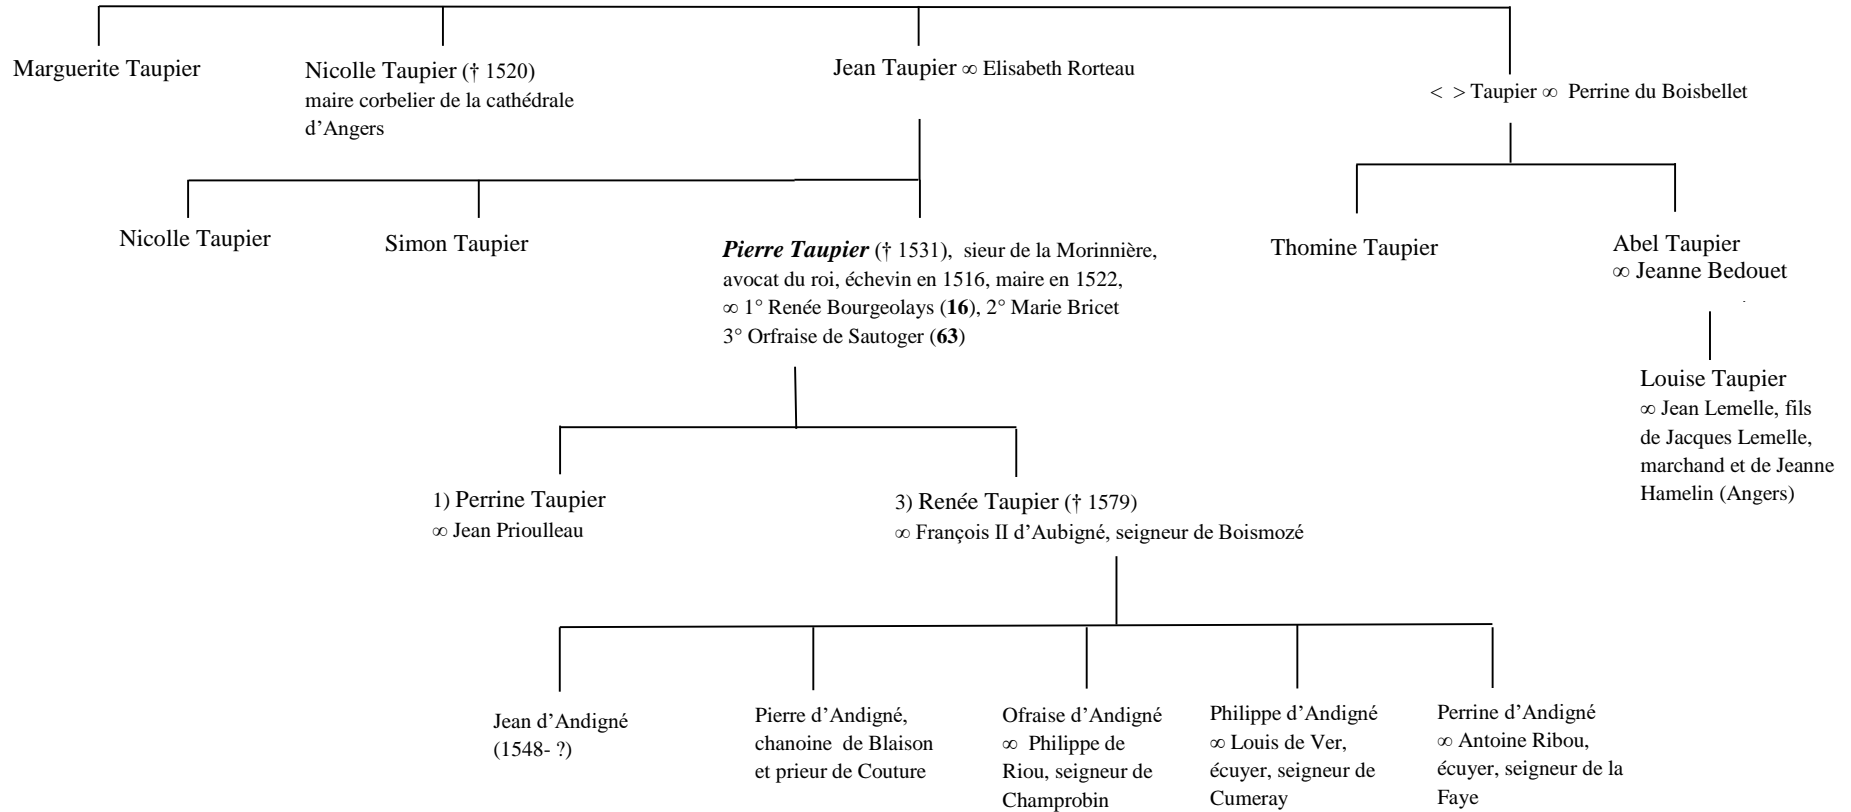 Marguerite Taupier
Nicolle Taupier († 1520)
maire corbelier de la cathédrale
d’Angers
Jean Taupier ∞ Elisabeth Rorteau
< > Taupier ∞ Perrine du Boisbellet
Nicolle Taupier
Simon Taupier
Pierre Taupier († 1531), sieur de la Morinnière,
avocat du roi, échevin en 1516, maire en 1522,
∞ 1° Renée Bourgeolays (16), 2° Marie Bricet
3° Orfraise de Sautoger (63)
Thomine Taupier
Abel Taupier
∞ Jeanne Bedouet
Louise Taupier
∞ Jean Lemelle, fils
de Jacques Lemelle,
marchand et de Jeanne
Hamelin (Angers)
1) Perrine Taupier
∞ Jean Prioulleau
3) Renée Taupier († 1579)
∞ François II d’Aubigné, seigneur de Boismozé
Jean d’Andigné
(1548- ?)
Pierre d’Andigné,
chanoine de Blaison
et prieur de Couture
Ofraise d’Andigné
∞ Philippe de
Riou, seigneur de
Champrobin
Philippe d’Andigné
∞ Louis de Ver,
écuyer, seigneur de
Cumeray
Perrine d’Andigné
∞ Antoine Ribou,
écuyer, seigneur de la
Faye